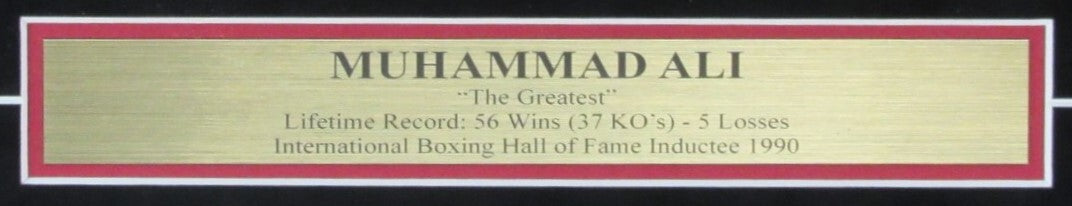 MUHAMMAD ALI
“The Greatest”
Lifetime Record: 56 Wins (37 KO's) - 5 Losses
International Boxing Hall of Fame Inductee 1990